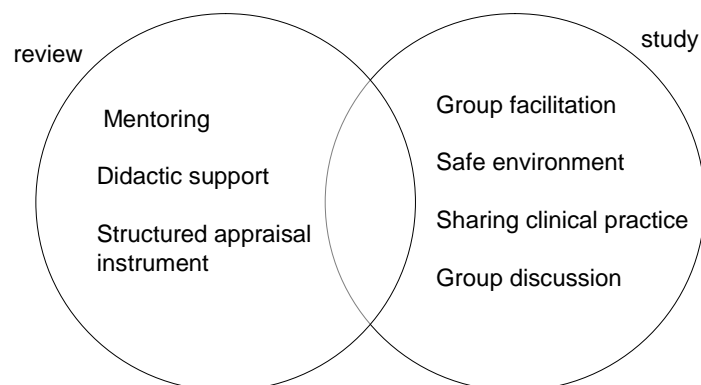 review
Mentoring
Didactic support
Structured appraisal
instrument
study
Group facilitation
Safe environment
Sharing clinical practice
Group discussion